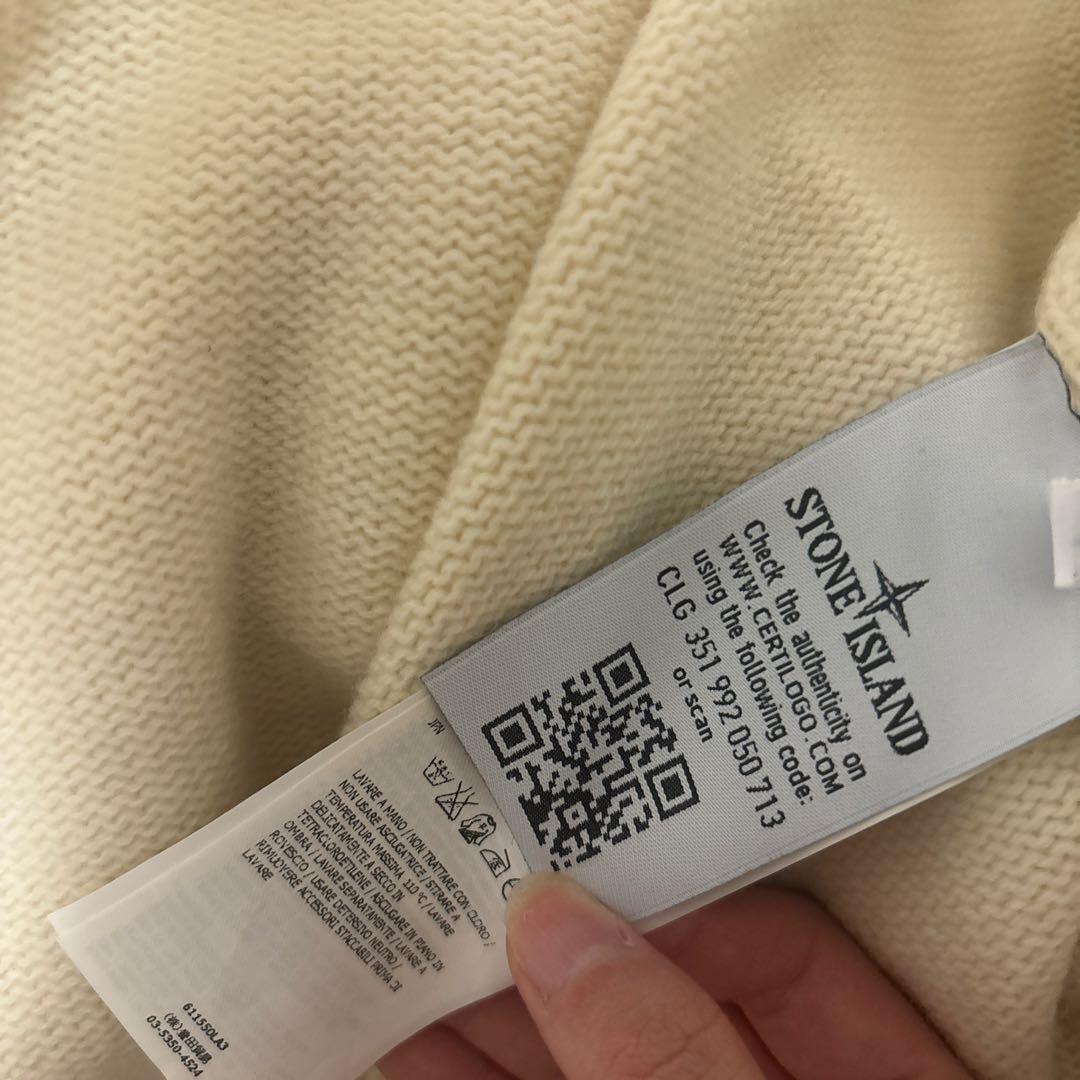 STONE ISLAND
Check the authenticity on
WWW.CERTILOGO.COM
using the following code:
CLG 351 992 050 713
or scan
JPN
LAVARE A MANO / NON TRATTARE CON CLORO /
NON USARE ASCIUGATRICE / STIRARE A
TEMPERATURA MASSIMA 110 °C / LAVARE
DELICATAMENTE A SECCO IN
TETRACLOROETILENE / ASCIUGARE IN PIANO IN
OMBRA / LAVARE SEPARATAMENTE / LAVARE A
ROVESCIO / USARE DETERSIVO NEUTRO /
RIMUOVERE ACCESSORI STACCABILI PRIMA DI
LAVARE
611550LA3
03-5350-4524